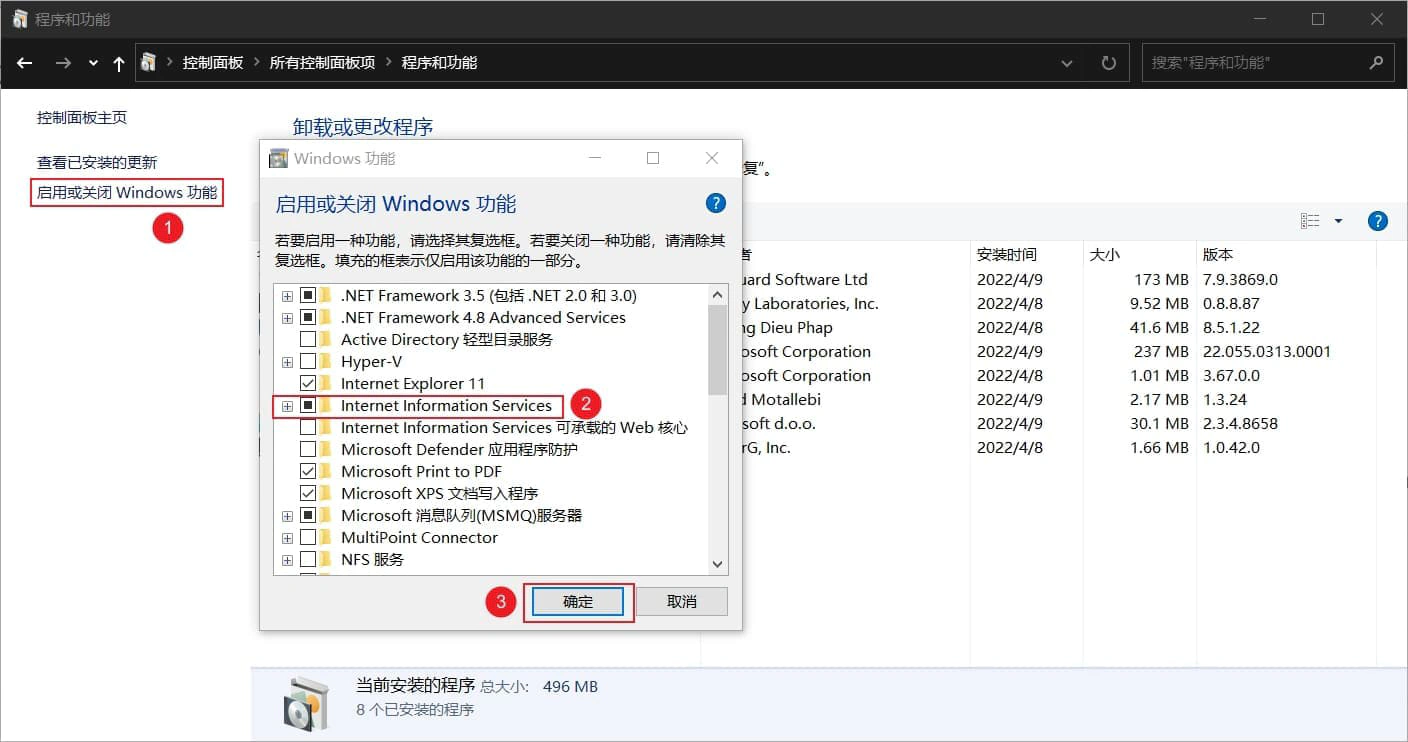 程序和功能
控制面板 > 所有控制面板项 > 程序和功能
搜索"程序和功能"
控制面板主页
查看已安装的更新
启用或关闭 Windows 功能
1
卸载或更改程序
复”。
Windows 功能
启用或关闭 Windows 功能
?
若要启用一种功能，请选择其复选框。若要关闭一种功能，请清除其
复选框。填充的框表示仅启用该功能的一部分。
.NET Framework 3.5 (包括 .NET 2.0 和 3.0)
.NET Framework 4.8 Advanced Services
Active Directory 轻型目录服务
Hyper-V
Internet Explorer 11
Internet Information Services
2
Internet Information Services 可承载的 Web 核心
Microsoft Defender 应用程序防护
Microsoft Print to PDF
Microsoft XPS 文档写入程序
Microsoft 消息队列(MSMQ)服务器
MultiPoint Connector
NFS 服务
3
确定
取消
?
者 安装时间 大小 版本
uard Software Ltd 2022/4/9 173 MB 7.9.3869.0
y Laboratories, Inc. 2022/4/8 9.52 MB 0.8.8.87
ng Dieu Phap 2022/4/8 41.6 MB 8.5.1.22
osoft Corporation 2022/4/9 237 MB 22.055.0313.0001
osoft Corporation 2022/4/8 1.01 MB 3.67.0.0
d Motallebi 2022/4/9 2.17 MB 1.3.24
soft d.o.o. 2022/4/9 30.1 MB 2.3.4.8658
rG, Inc. 2022/4/8 1.66 MB 1.0.42.0
当前安装的程序 总大小: 496 MB
8 个已安装的程序